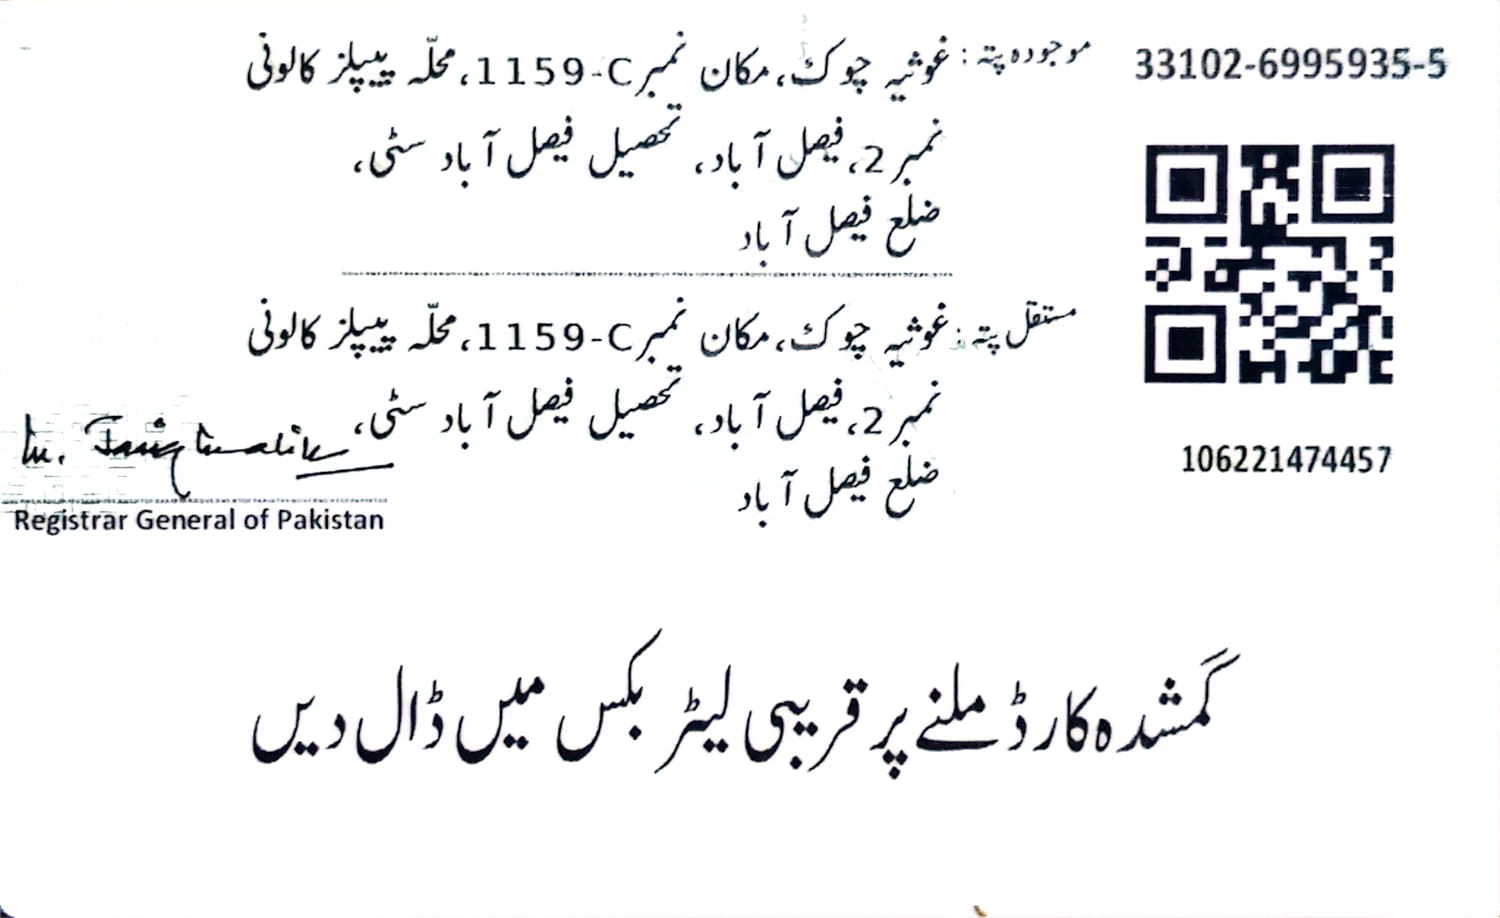 33102-6995935-5
موجودہ پتہ: غوثیہ چوک، مکان نمبر 1159-C، محلّہ پیپلز کالونی
نمبر 2، فیصل آباد، تحصیل فیصل آباد سٹی،
ضلع فیصل آباد
مستقل پتہ: غوثیہ چوک، مکان نمبر 1159-C، محلّہ پیپلز کالونی
نمبر 2، فیصل آباد، تحصیل فیصل آباد سٹی،
ضلع فیصل آباد
106221474457
Registrar General of Pakistan
گمشدہ کارڈ ملنے پر قریبی لیٹر بکس میں ڈال دیں